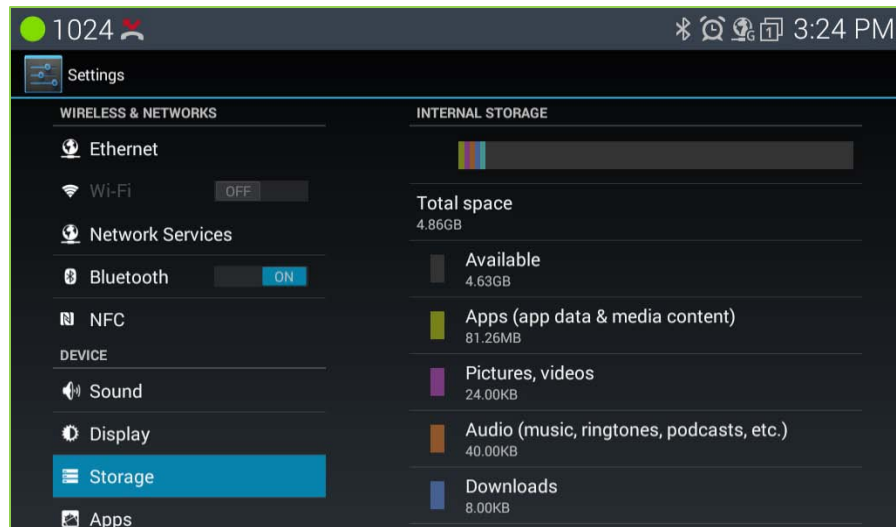 1024 3:24 PM
Settings
WIRELESS & NETWORKS
Ethernet
Wi-Fi OFF
Network Services
Bluetooth ON
NFC
DEVICE
Sound
Display
Storage
Apps
INTERNAL STORAGE
Total space
4.86GB
Available
4.63GB
Apps (app data & media content)
81.26MB
Pictures, videos
24.00KB
Audio (music, ringtones, podcasts, etc.)
40.00KB
Downloads
8.00KB